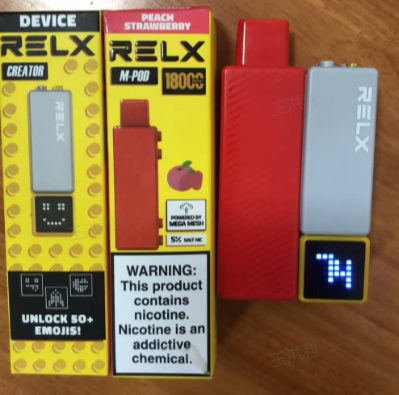 DEVICE
RELX
CREATOR
UNLOCK 50+
EMOJIS!
PEACH
STRAWBERRY
RELX
M-POD
18000
POWERED BY
MEGA MESH
5% SALT NIC
WARNING:
This product
contains
nicotine.
Nicotine is an
addictive
chemical.
RELX
RELX
74